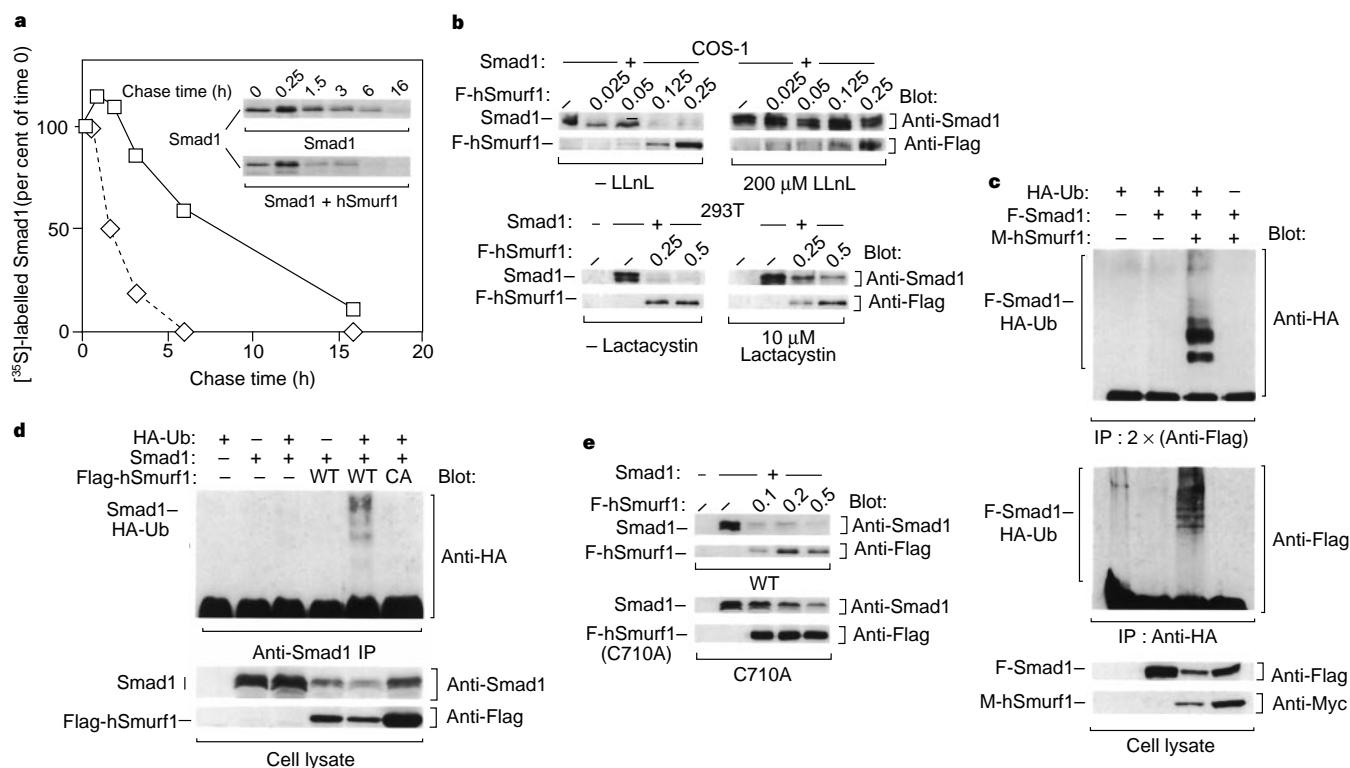 a
[35S]-labelled Smad1(per cent of time 0)
100
50
0
0 5 10 15 20
Chase time (h)
Chase time (h) 0 0.25 1.5 3 6 16
Smad1
Smad1
Smad1 + hSmurf1
b
COS-1
Smad1: +  +
F-hSmurf1: – 0.025 0.05 0.125 0.25 – 0.025 0.05 0.125 0.25 Blot:
Smad1– Anti-Smad1
F-hSmurf1– Anti-Flag
– LLnL 200 μM LLnL
293T
Smad1: – + +
F-hSmurf1: – – 0.25 0.5 – 0.25 0.5 Blot:
Smad1– Anti-Smad1
F-hSmurf1– Anti-Flag
– Lactacystin 10 μM
Lactacystin
c
HA-Ub: + + + –
F-Smad1: – + + +
M-hSmurf1: – – + + Blot:
F-Smad1–
HA-Ub
Anti-HA
IP : 2 × (Anti-Flag)
F-Smad1–
HA-Ub
Anti-Flag
IP : Anti-HA
F-Smad1– Anti-Flag
M-hSmurf1– Anti-Myc
Cell lysate
d
HA-Ub: + – + – + +
Smad1: – + + + + +
Flag-hSmurf1: – – – WT WT CA Blot:
Smad1–
HA-Ub
Anti-HA
Anti-Smad1 IP
Smad1 Anti-Smad1
Flag-hSmurf1– Anti-Flag
Cell lysate
e
Smad1: – +
F-hSmurf1: – – 0.1 0.2 0.5 Blot:
Smad1– Anti-Smad1
F-hSmurf1– Anti-Flag
WT
Smad1– Anti-Smad1
F-hSmurf1– Anti-Flag
(C710A)
C710A